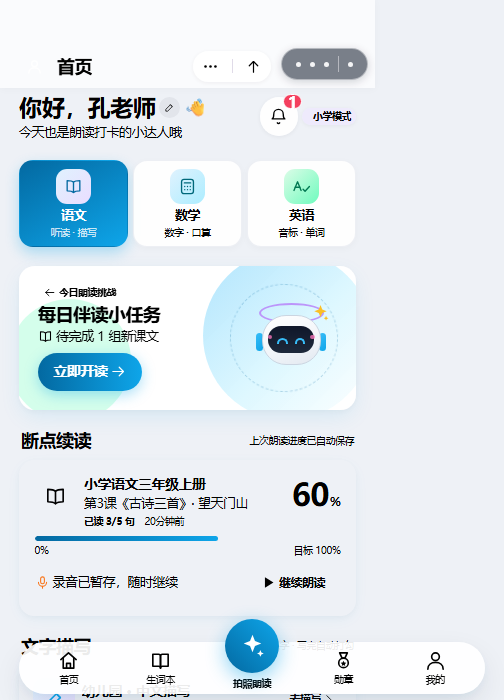 首页
你好，孔老师
1
小学模式
今天也是朗读打卡的小达人哦
语文
听读 · 描写
数学
数字 · 口算
英语
音标 · 单词
今日朗读挑战
每日伴读小任务
待完成 1 组新课文
立即开读
断点续读
上次朗读进度已自动保存
小学语文三年级上册
第3课《古诗三首》· 望天门山
已读 3/5 句 20分钟前
60%
0%
目标 100%
录音已暂存，随时继续
继续朗读
文字描写
首页
生词本
拍照朗读
勋章
我的